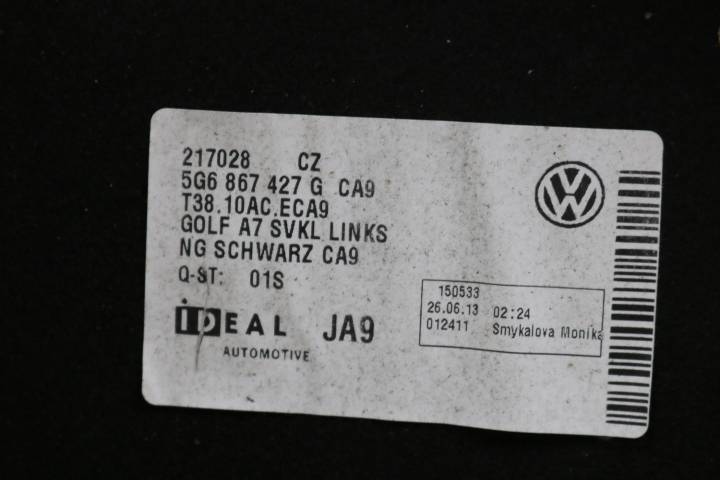 217028 CZ
5G6 867 427 G CA9
T38.10AC.ECA9
GOLF A7 SVKL LINKS
NG SCHWARZ CA9
Q-ST: 01S
IDEAL JA9
AUTOMOTIVE
150533
26.06.13 02:24
012411 Smykalova Monika